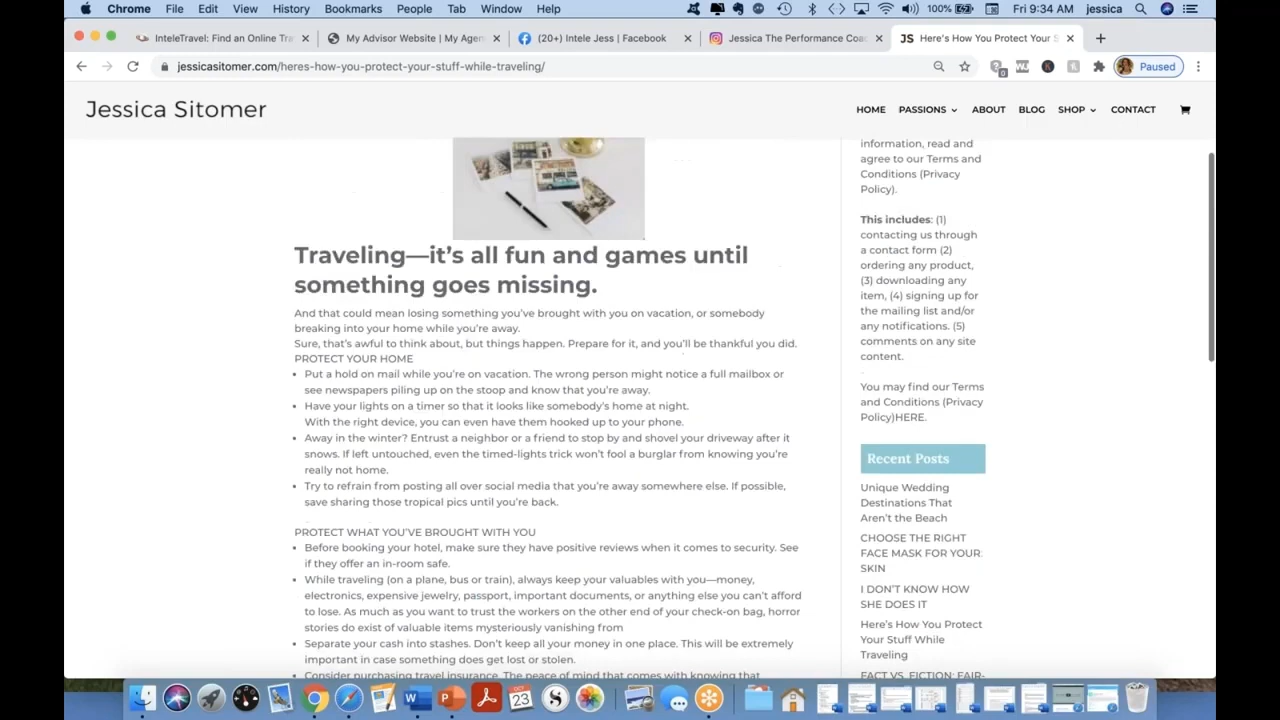 Chrome File Edit View History Bookmarks People Tab Window Help 100% Fri 9:34 AM jessica
InteleTravel: Find an Online Tra My Advisor Website | My Agen (20+) Intele Jess | Facebook Jessica The Performance Coac JS Here's How You Protect Your S
jessicasitomer.com/heres-how-you-protect-your-stuff-while-traveling/ Paused
Jessica Sitomer HOME PASSIONS ABOUT BLOG SHOP CONTACT
Traveling—it's all fun and games until
something goes missing.
And that could mean losing something you've brought with you on vacation, or somebody
breaking into your home while you're away.
Sure, that's awful to think about, but things happen. Prepare for it, and you'll be thankful you did.
PROTECT YOUR HOME
• Put a hold on mail while you're on vacation. The wrong person might notice a full mailbox or
see newspapers piling up on the stoop and know that you're away.
• Have your lights on a timer so that it looks like somebody's home at night.
With the right device, you can even have them hooked up to your phone.
• Away in the winter? Entrust a neighbor or a friend to stop by and shovel your driveway after it
snows. If left untouched, even the timed-lights trick won't fool a burglar from knowing you're
really not home.
• Try to refrain from posting all over social media that you're away somewhere else. If possible,
save sharing those tropical pics until you're back.
PROTECT WHAT YOU'VE BROUGHT WITH YOU
• Before booking your hotel, make sure they have positive reviews when it comes to security. See
if they offer an in-room safe.
• While traveling (on a plane, bus or train), always keep your valuables with you—money,
electronics, expensive jewelry, passport, important documents, or anything else you can't afford
to lose. As much as you want to trust the workers on the other end of your check-on bag, horror
stories do exist of valuable items mysteriously vanishing from
• Separate your cash into stashes. Don't keep all your money in one place. This will be extremely
important in case something does get lost or stolen.
• Consider purchasing travel insurance. The peace of mind that comes with knowing that
information, read and
agree to our Terms and
Conditions (Privacy
Policy).
This includes: (1)
contacting us through
a contact form (2)
ordering any product,
(3) downloading any
item, (4) signing up for
the mailing list and/or
any notifications. (5)
comments on any site
content.
You may find our Terms
and Conditions (Privacy
Policy)HERE.
Recent Posts
Unique Wedding
Destinations That
Aren't the Beach
CHOOSE THE RIGHT
FACE MASK FOR YOUR
SKIN
I DON'T KNOW HOW
SHE DOES IT
Here's How You Protect
Your Stuff While
Traveling
FACT VS. FICTION: FAIR-
OCT
23